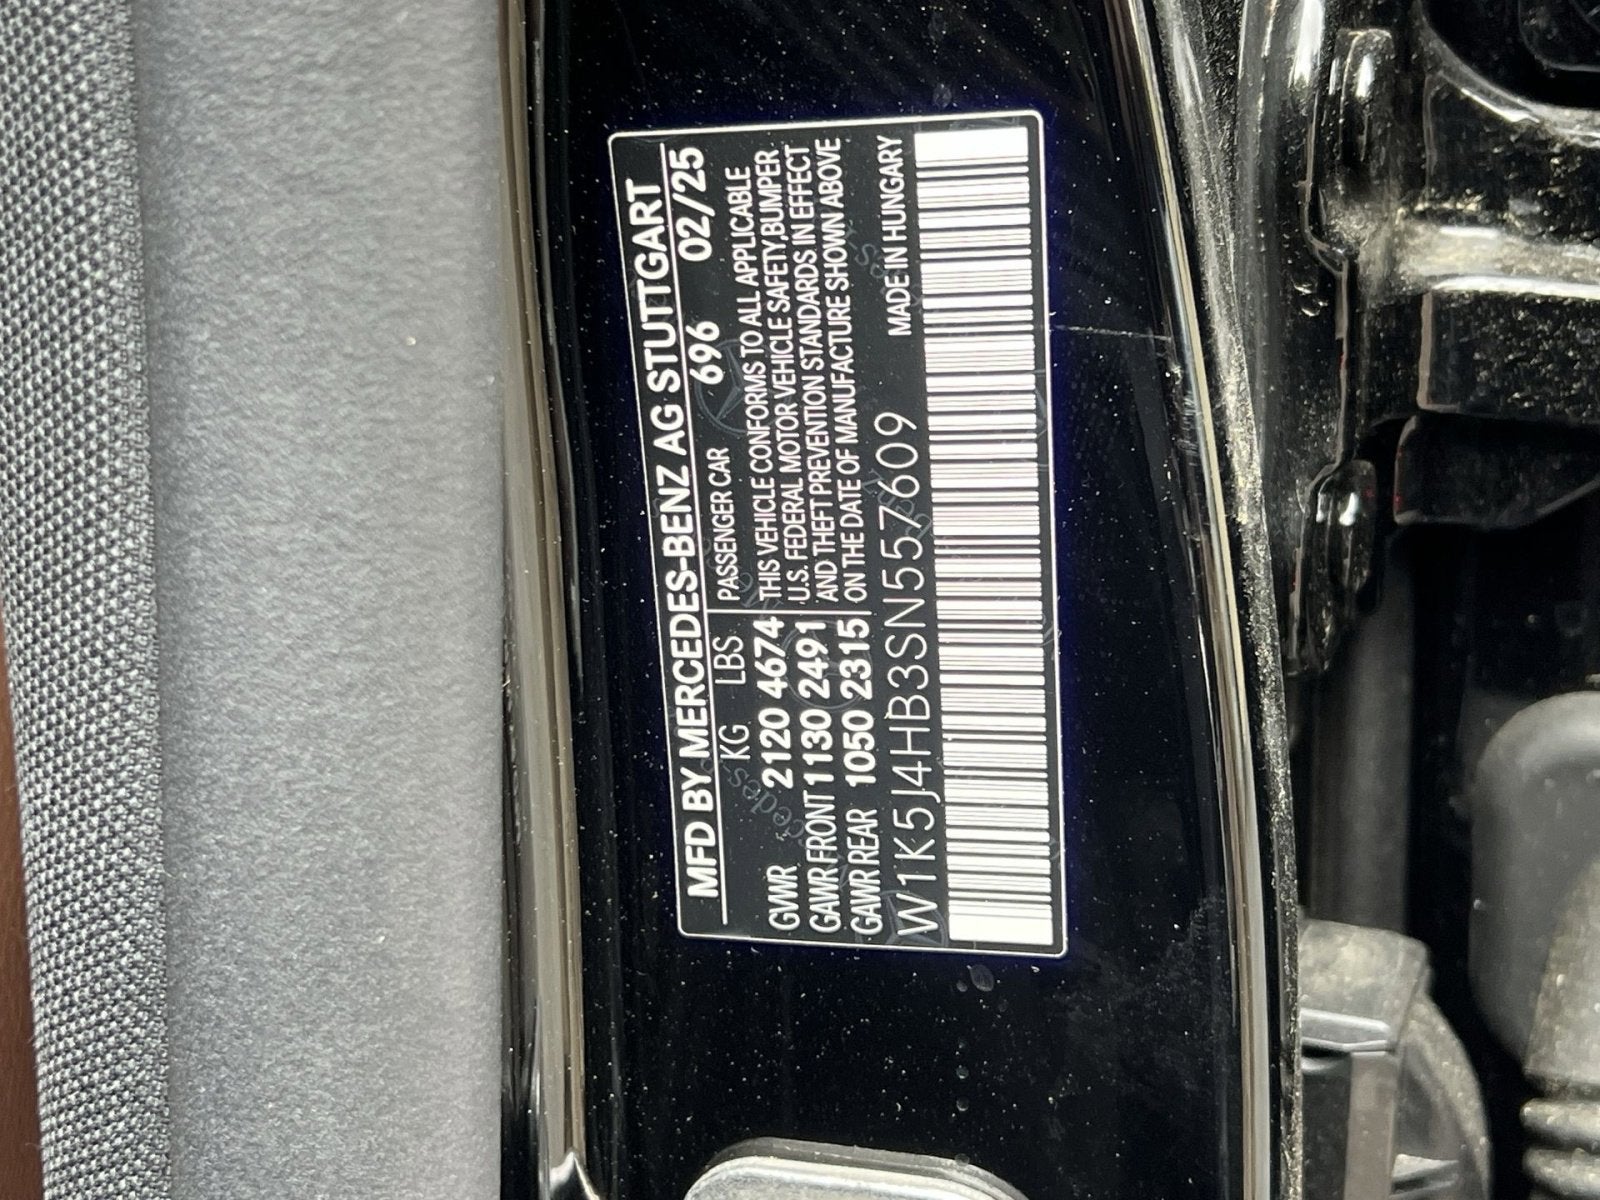 MFD BY MERCEDES-BENZ AG STUTTGART
KG LBS PASSENGER CAR 696 02/25
GVWR 2120 4674 THIS VEHICLE CONFORMS TO ALL APPLICABLE
GAWR FRONT 1130 2491 U.S. FEDERAL MOTOR VEHICLE SAFETY,BUMPER
GAWR REAR 1050 2315 AND THEFT PREVENTION STANDARDS IN EFFECT
ON THE DATE OF MANUFACTURE SHOWN ABOVE
W1K5J4HB3SN557609 MADE IN HUNGARY